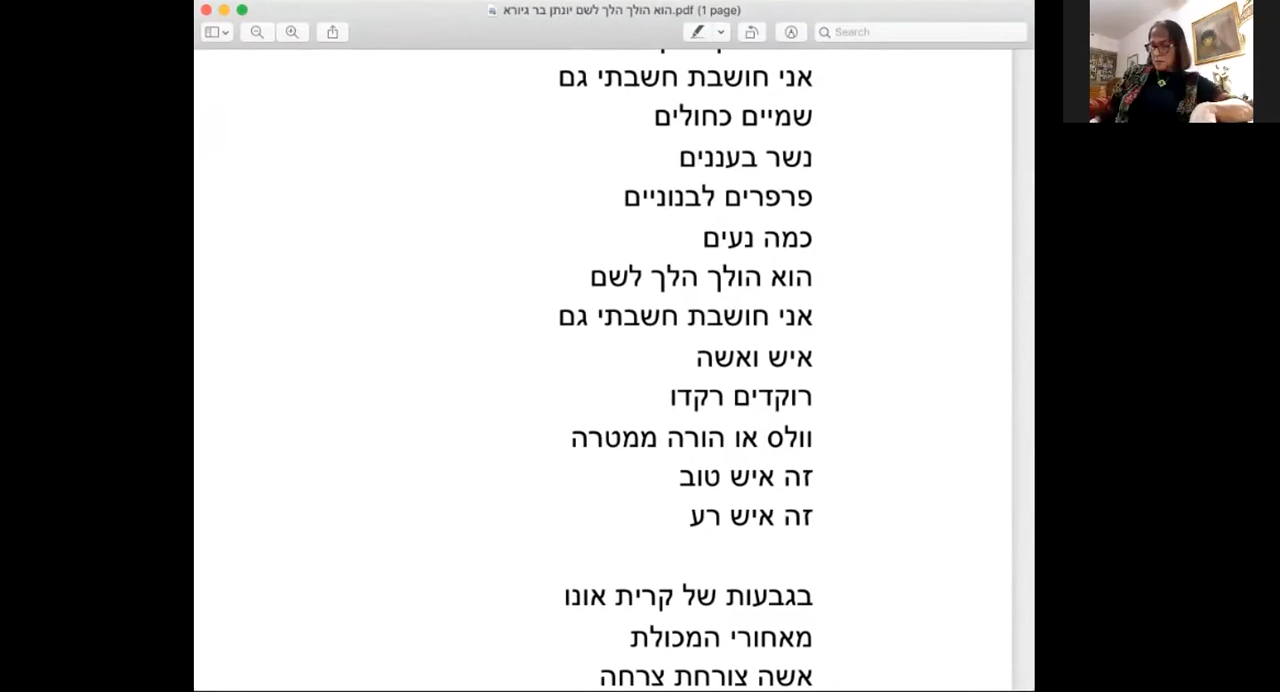 הוא הולך הלך לשם יונתן בר גיורא.pdf (1 page)
Search
אני חושבת חשבתי גם
שמיים כחולים
נשר בעננים
פרפרים לבנוניים
כמה נעים
הוא הולך הלך לשם
אני חושבת חשבתי גם
איש ואשה
רוקדים רקדו
וולס או הורה ממטרה
זה איש טוב
זה איש רע
בגבעות של קרית אונו
מאחורי המכולת
אשה צורחת צרחה